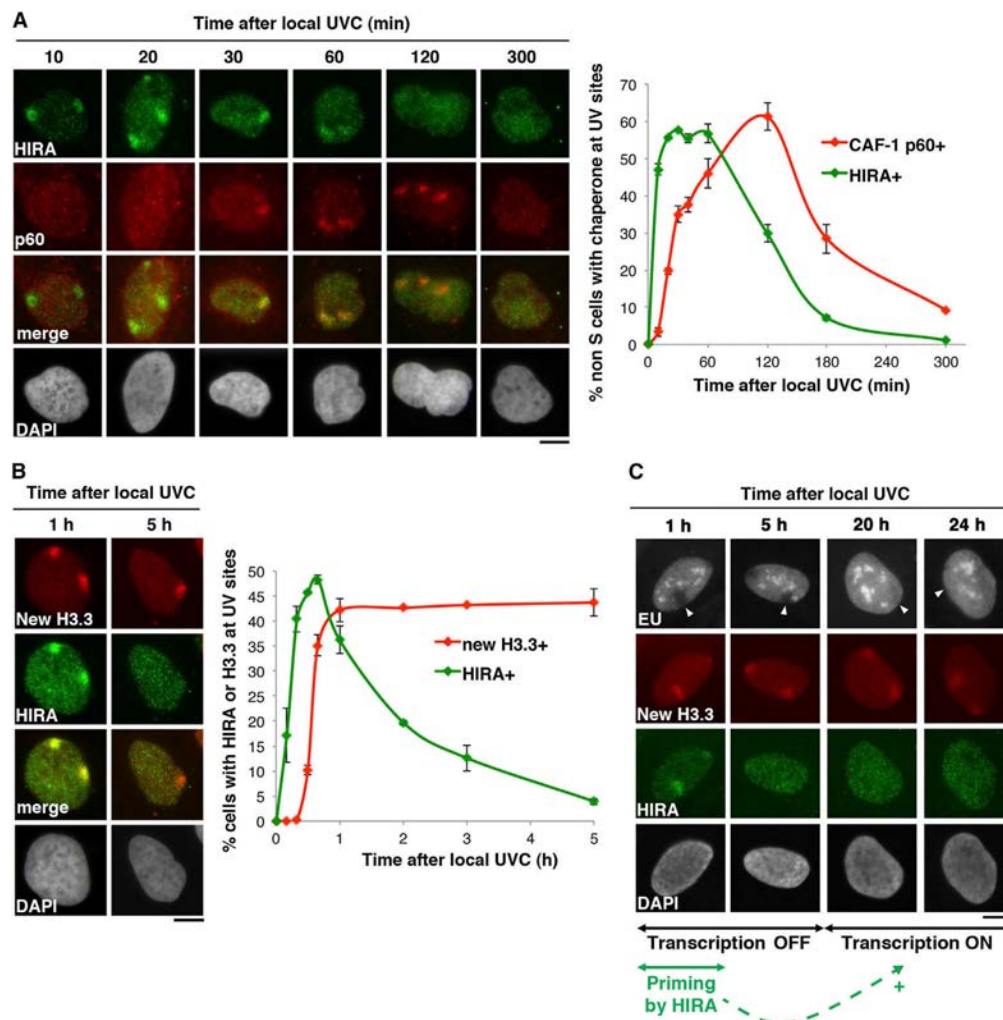 A
Time after local UVC (min)
10 20 30 60 120 300
HIRA
p60
merge
DAPI
% non S cells with chaperone at UV sites
70
60
50
40
30
20
10
0
CAF-1 p60+
HIRA+
0 60 120 180 240 300
Time after local UVC (min)
B
Time after local UVC
1 h 5 h
New H3.3
HIRA
merge
DAPI
% cells with HIRA or H3.3 at UV sites
50
45
40
35
30
25
20
15
10
5
0
new H3.3+
HIRA+
0 1 2 3 4 5
Time after local UVC (h)
C
Time after local UVC
1 h 5 h 20 h 24 h
EU
New H3.3
HIRA
DAPI
Transcription OFF Transcription ON
Priming
by HIRA
+